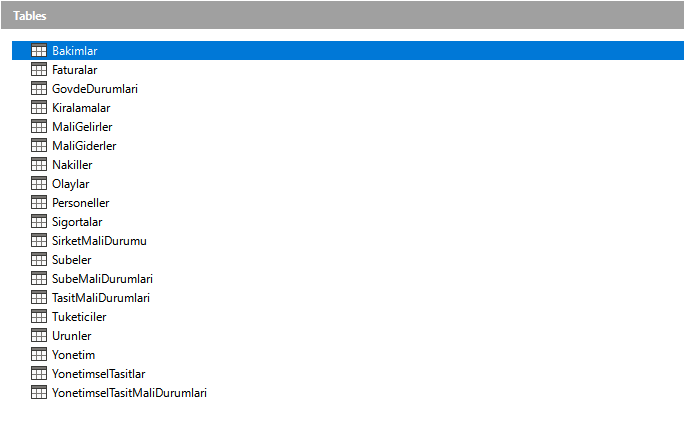 Tables
Bakimlar
Faturalar
GovdeDurumlari
Kiralamalar
MaliGelirler
MaliGiderler
Nakiller
Olaylar
Personeller
Sigortalar
SirketMaliDurumu
Subeler
SubeMaliDurumlari
TasitMaliDurumlari
Tuketiciler
Urunler
Yonetim
YonetimselTasitlar
YonetimselTasitMaliDurumlari